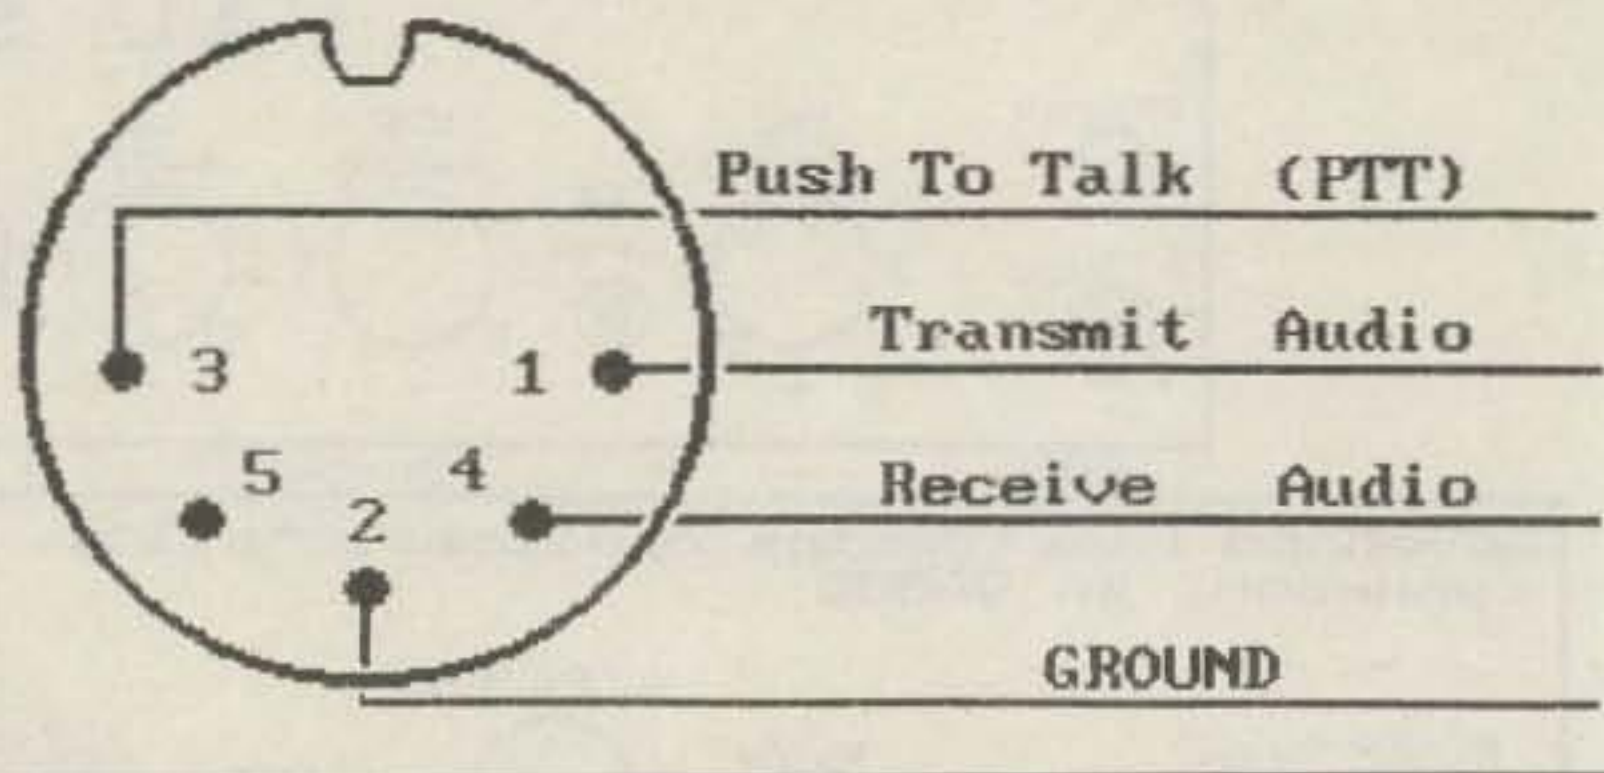 Push To Talk (PTT)
3 1 Transmit Audio
5 4 Receive Audio
2
GROUND